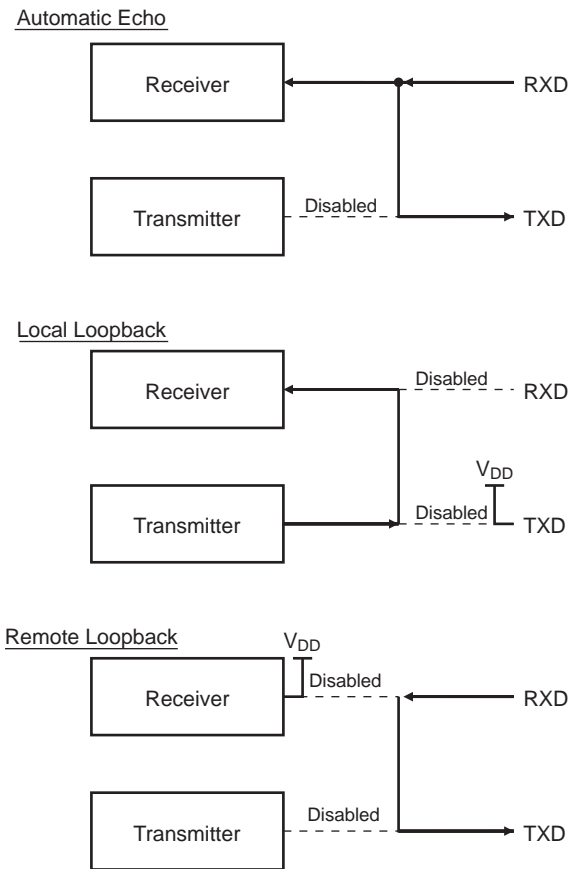 Automatic Echo
Receiver
RXD
Transmitter
Disabled
TXD
Local Loopback
Receiver
Disabled
RXD
VDD
Transmitter
Disabled
TXD
Remote Loopback
VDD
Receiver
Disabled
RXD
Transmitter
Disabled
TXD